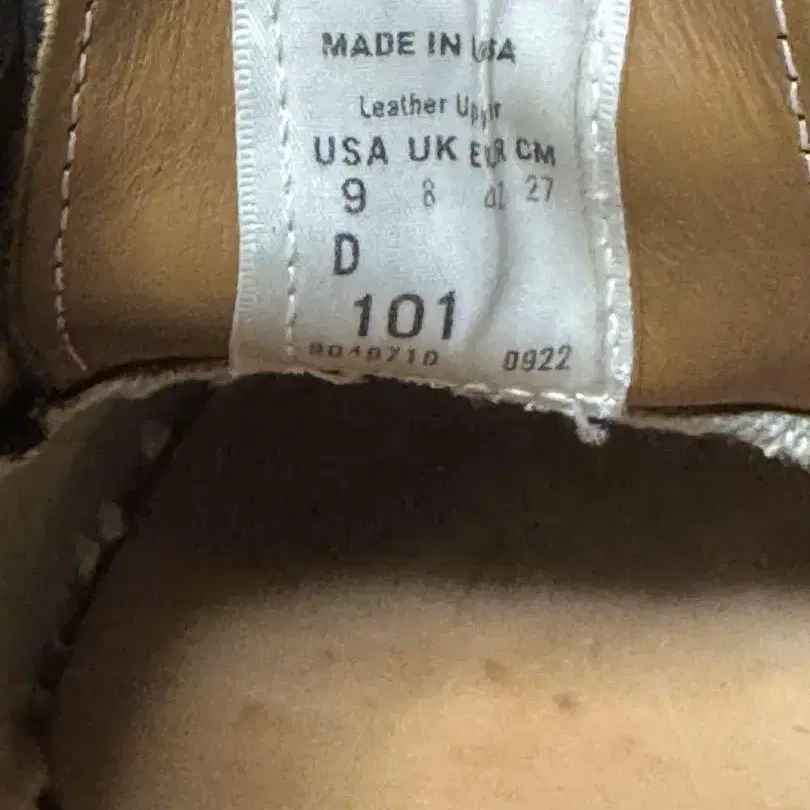 MADE IN USA
Leather Upper
USA UK EUR CM
9 8 41 27
D
101
0922